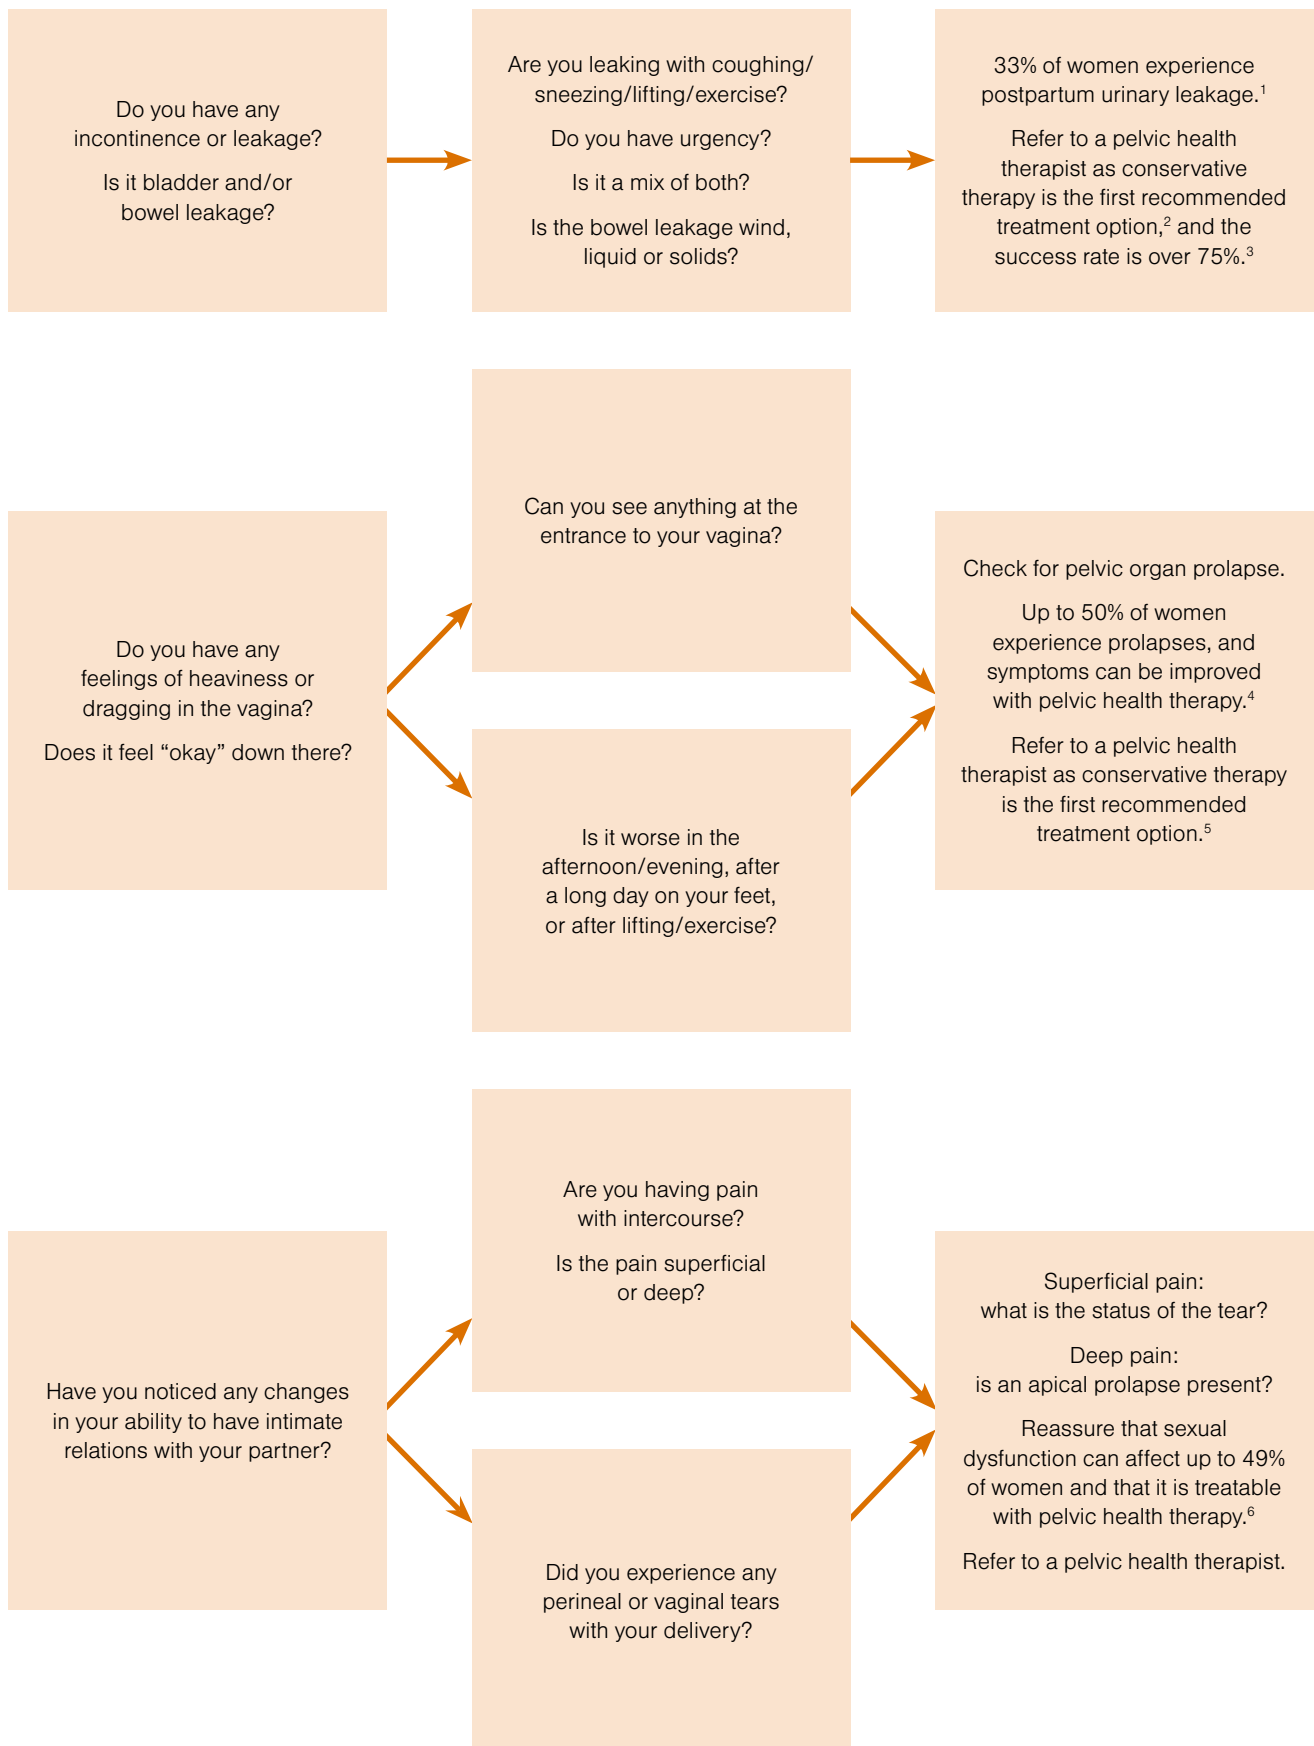 Do you have any
incontinence or leakage?
Is it bladder and/or
bowel leakage?
Are you leaking with coughing/
sneezing/lifting/exercise?
Do you have urgency?
Is it a mix of both?
Is the bowel leakage wind,
liquid or solids?
33% of women experience
postpartum urinary leakage.¹
Refer to a pelvic health
therapist as conservative
therapy is the first recommended
treatment option,² and the
success rate is over 75%.³
Do you have any
feelings of heaviness or
dragging in the vagina?
Does it feel “okay” down there?
Can you see anything at the
entrance to your vagina?
Is it worse in the
afternoon/evening, after
a long day on your feet,
or after lifting/exercise?
Check for pelvic organ prolapse.
Up to 50% of women
experience prolapses, and
symptoms can be improved
with pelvic health therapy.⁴
Refer to a pelvic health
therapist as conservative therapy
is the first recommended
treatment option.⁵
Have you noticed any changes
in your ability to have intimate
relations with your partner?
Are you having pain
with intercourse?
Is the pain superficial
or deep?
Did you experience any
perineal or vaginal tears
with your delivery?
Superficial pain:
what is the status of the tear?
Deep pain:
is an apical prolapse present?
Reassure that sexual
dysfunction can affect up to 49%
of women and that it is treatable
with pelvic health therapy.⁶
Refer to a pelvic health therapist.